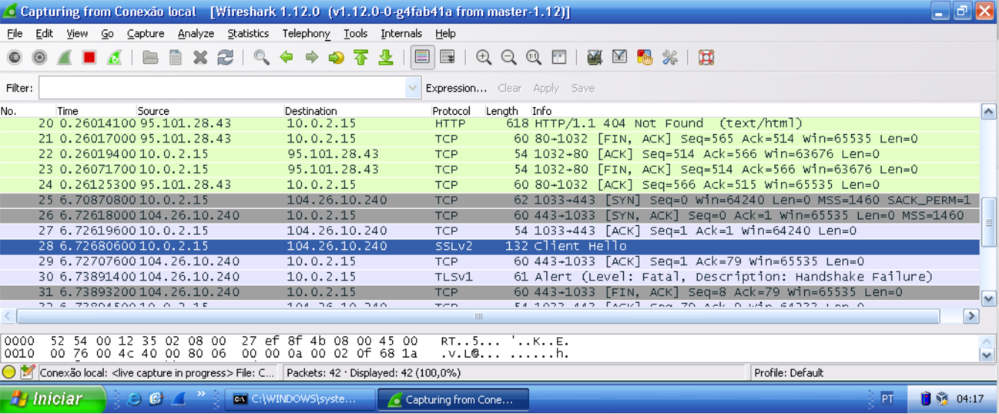 Capturing from Conexão local [Wireshark 1.12.0 (v1.12.0-0-g4fab41a from master-1.12)]
File Edit View Go Capture Analyze Statistics Telephony Tools Internals Help
Filter: Expression... Clear Apply Save
No. Time Source Destination Protocol Length Info
20 0.26014100 95.101.28.43 10.0.2.15 HTTP 618 HTTP/1.1 404 Not Found (text/html)
21 0.26017000 95.101.28.43 10.0.2.15 TCP 60 80→1032 [FIN, ACK] Seq=565 Ack=514 Win=65535 Len=0
22 0.26019400 10.0.2.15 95.101.28.43 TCP 54 1032→80 [ACK] Seq=514 Ack=566 Win=63676 Len=0
23 0.26071700 10.0.2.15 95.101.28.43 TCP 54 1032→80 [FIN, ACK] Seq=514 Ack=566 Win=63676 Len=0
24 0.26125300 95.101.28.43 10.0.2.15 TCP 60 80→1032 [ACK] Seq=566 Ack=515 Win=65535 Len=0
25 6.70870800 10.0.2.15 104.26.10.240 TCP 62 1033→443 [SYN] Seq=0 Win=64240 Len=0 MSS=1460 SACK_PERM=1
26 6.72618000 104.26.10.240 10.0.2.15 TCP 60 443→1033 [SYN, ACK] Seq=0 Ack=1 Win=65535 Len=0 MSS=1460
27 6.72619600 10.0.2.15 104.26.10.240 TCP 54 1033→443 [ACK] Seq=1 Ack=1 Win=64240 Len=0
28 6.72680600 10.0.2.15 104.26.10.240 SSLv2 132 Client Hello
29 6.72707600 104.26.10.240 10.0.2.15 TCP 60 443→1033 [ACK] Seq=1 Ack=79 Win=65535 Len=0
30 6.73891400 104.26.10.240 10.0.2.15 TLSv1 61 Alert (Level: Fatal, Description: Handshake Failure)
31 6.73893200 104.26.10.240 10.0.2.15 TCP 60 443→1033 [FIN, ACK] Seq=8 Ack=79 Win=65535 Len=0
0000 52 54 00 12 35 02 08 00 27 ef 8f 4b 08 00 45 00 RT..5... '..K..E.
0010 00 76 00 4c 40 00 80 06 00 00 0a 00 02 0f 68 1a .v.L@... ......h.
Conexão local: <live capture in progress> File: C... Packets: 42 · Displayed: 42 (100,0%) Profile: Default
Iniciar C:\WINDOWS\syste... Capturing from Cone... PT 04:17